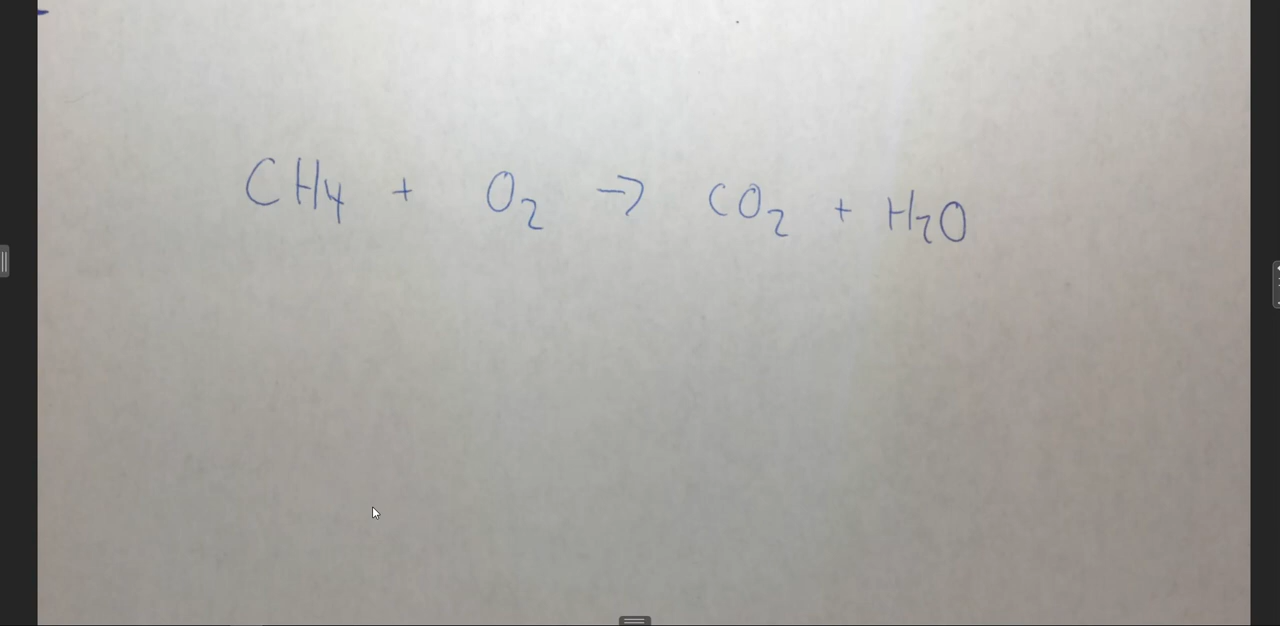 CH4 + O2 → CO2 + H2O